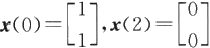 x(0)=[1 1], x(2)=[0 0]